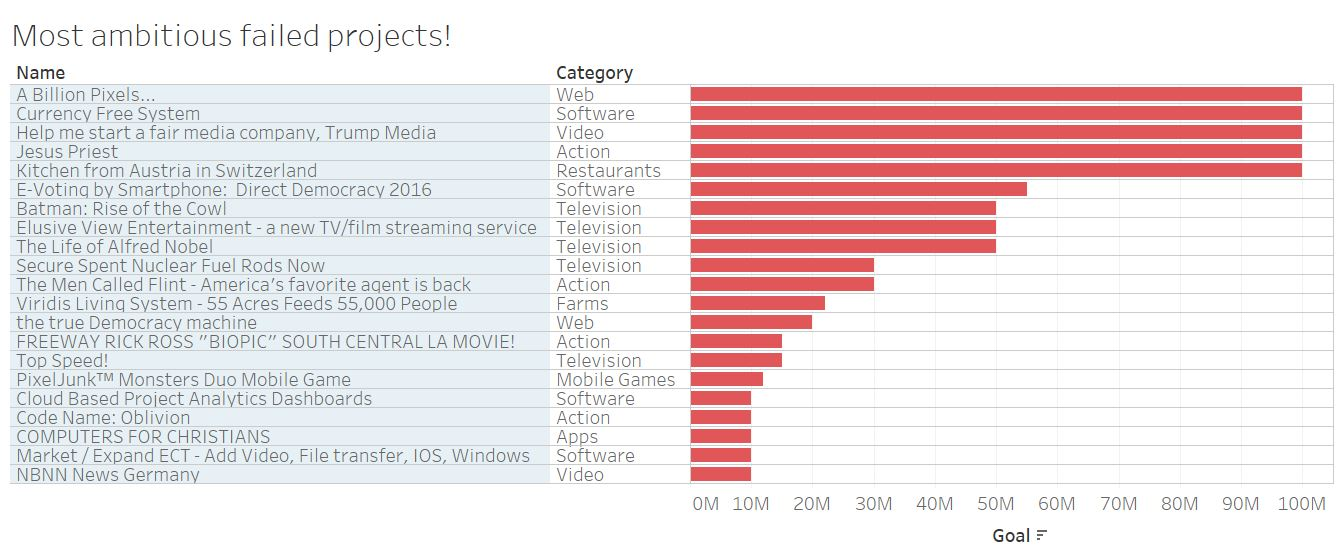 Most ambitious failed projects!
Name Category
A Billion Pixels... Web
Currency Free System Software
Help me start a fair media company, Trump Media Video
Jesus Priest Action
Kitchen from Austria in Switzerland Restaurants
E-Voting by Smartphone: Direct Democracy 2016 Software
Batman: Rise of the Cowl Television
Elusive View Entertainment - a new TV/film streaming service Television
The Life of Alfred Nobel Television
Secure Spent Nuclear Fuel Rods Now Television
The Men Called Flint - America’s favorite agent is back Action
Viridis Living System - 55 Acres Feeds 55,000 People Farms
the true Democracy machine Web
FREEWAY RICK ROSS ”BIOPIC” SOUTH CENTRAL LA MOVIE! Action
Top Speed! Television
PixelJunk™ Monsters Duo Mobile Game Mobile Games
Cloud Based Project Analytics Dashboards Software
Code Name: Oblivion Action
COMPUTERS FOR CHRISTIANS Apps
Market / Expand ECT - Add Video, File transfer, IOS, Windows Software
NBNN News Germany Video
0M 10M 20M 30M 40M 50M 60M 70M 80M 90M 100M
Goal